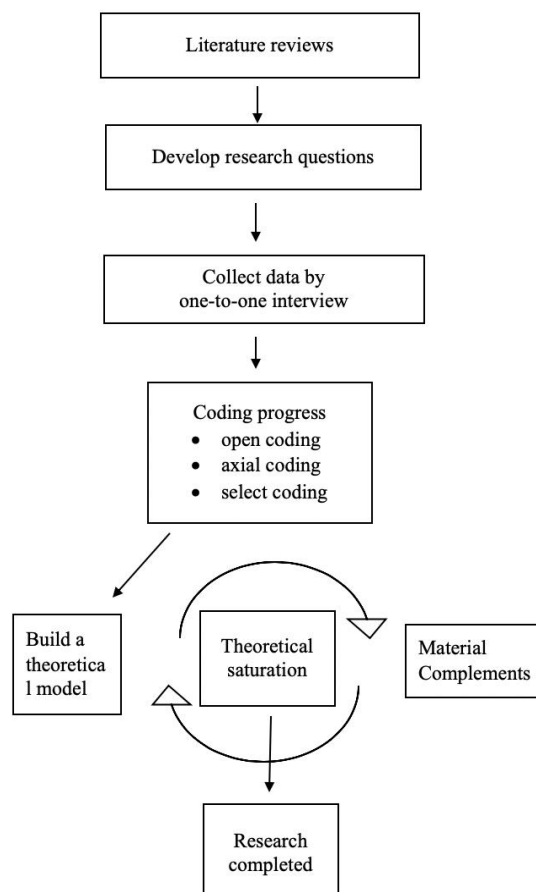 Literature reviews
Develop research questions
Collect data by
one-to-one interview
Coding progress
• open coding
• axial coding
• select coding
Build a
theoretica
l model
Theoretical
saturation
Material
Complements
Research
completed